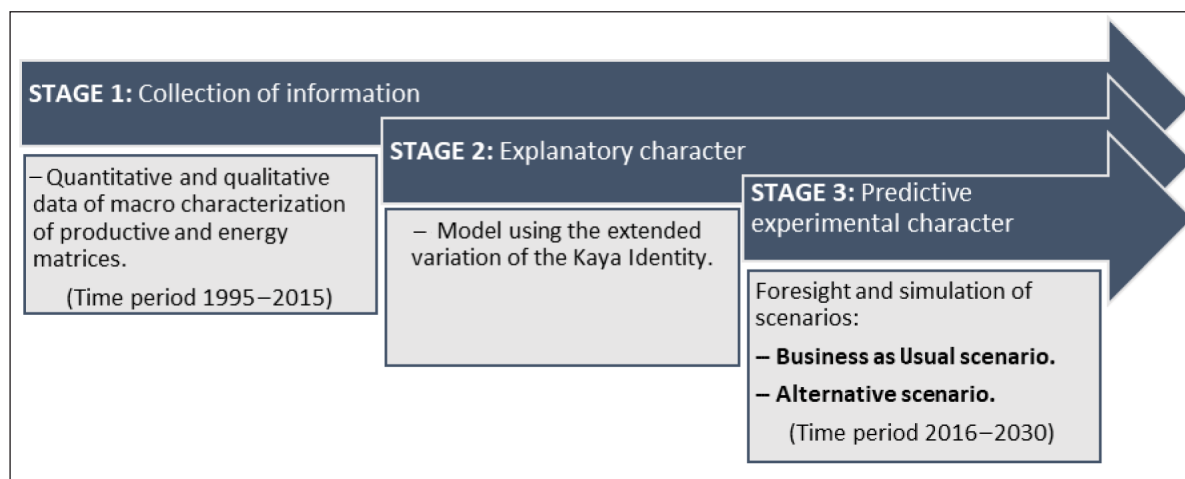 STAGE 1: Collection of information
– Quantitative and qualitative
data of macro characterization
of productive and energy
matrices.
(Time period 1995–2015)
STAGE 2: Explanatory character
– Model using the extended
variation of the Kaya Identity.
STAGE 3: Predictive
experimental character
Foresight and simulation of
scenarios:
– Business as Usual scenario.
– Alternative scenario.
(Time period 2016–2030)